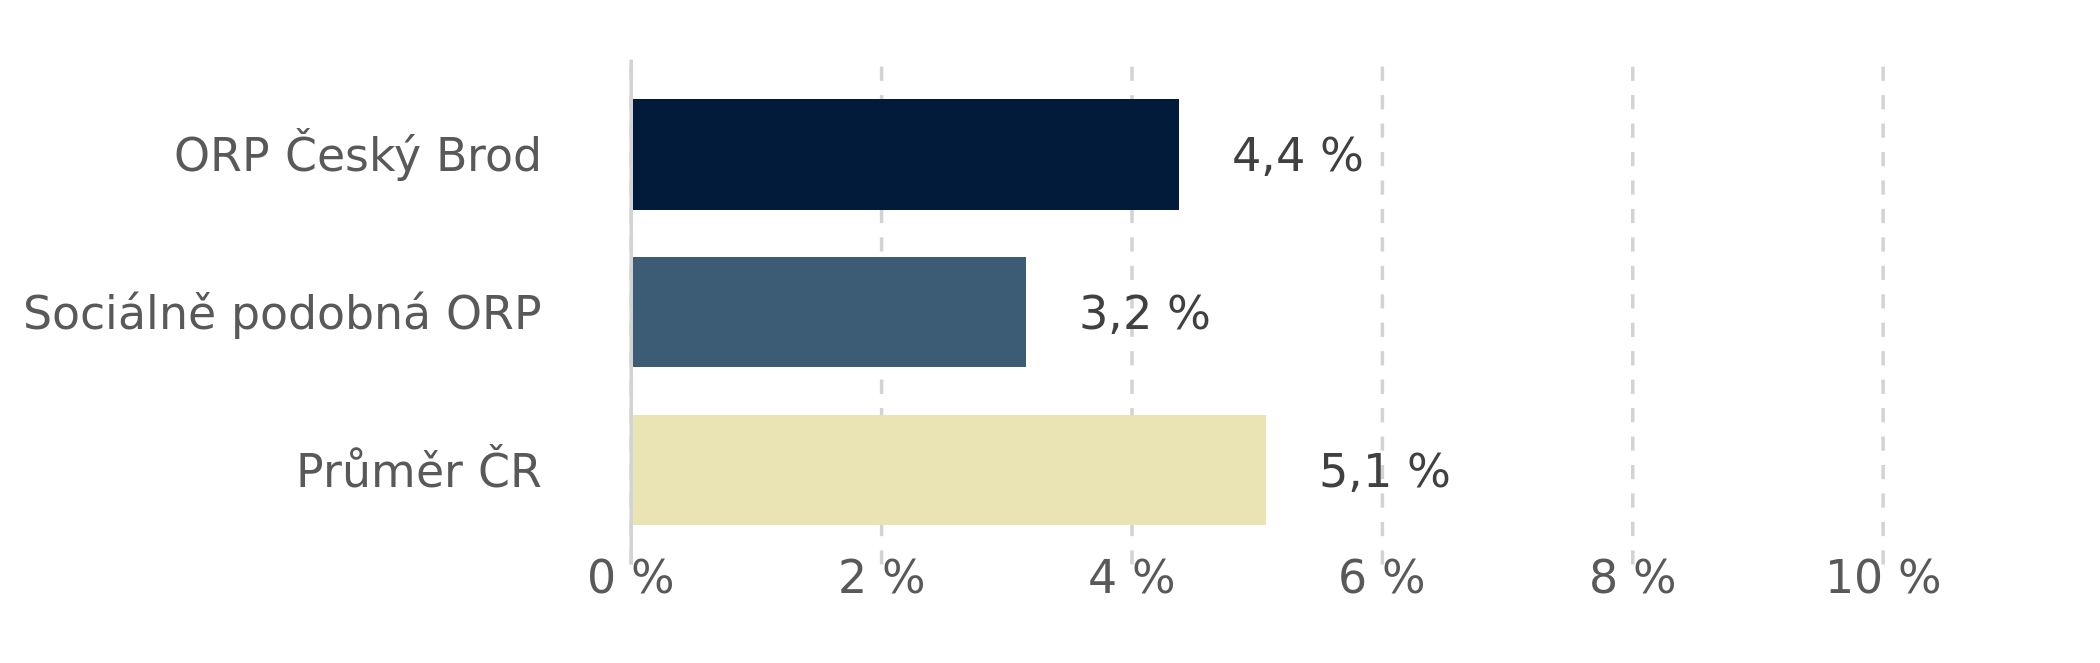 ORP Český Brod 4,4 %
Sociálně podobná ORP 3,2 %
Průměr ČR 5,1 %
0 % 2 % 4 % 6 % 8 % 10 %